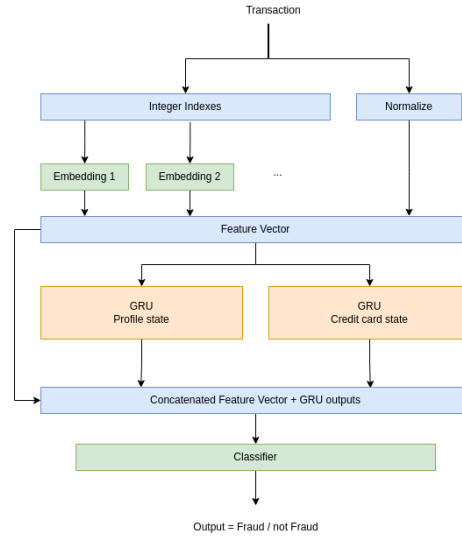 Transaction
Integer Indexes
Normalize
Embedding 1
Embedding 2
...
Feature Vector
GRU
Profile state
GRU
Credit card state
Concatenated Feature Vector + GRU outputs
Classifier
Output = Fraud / not Fraud